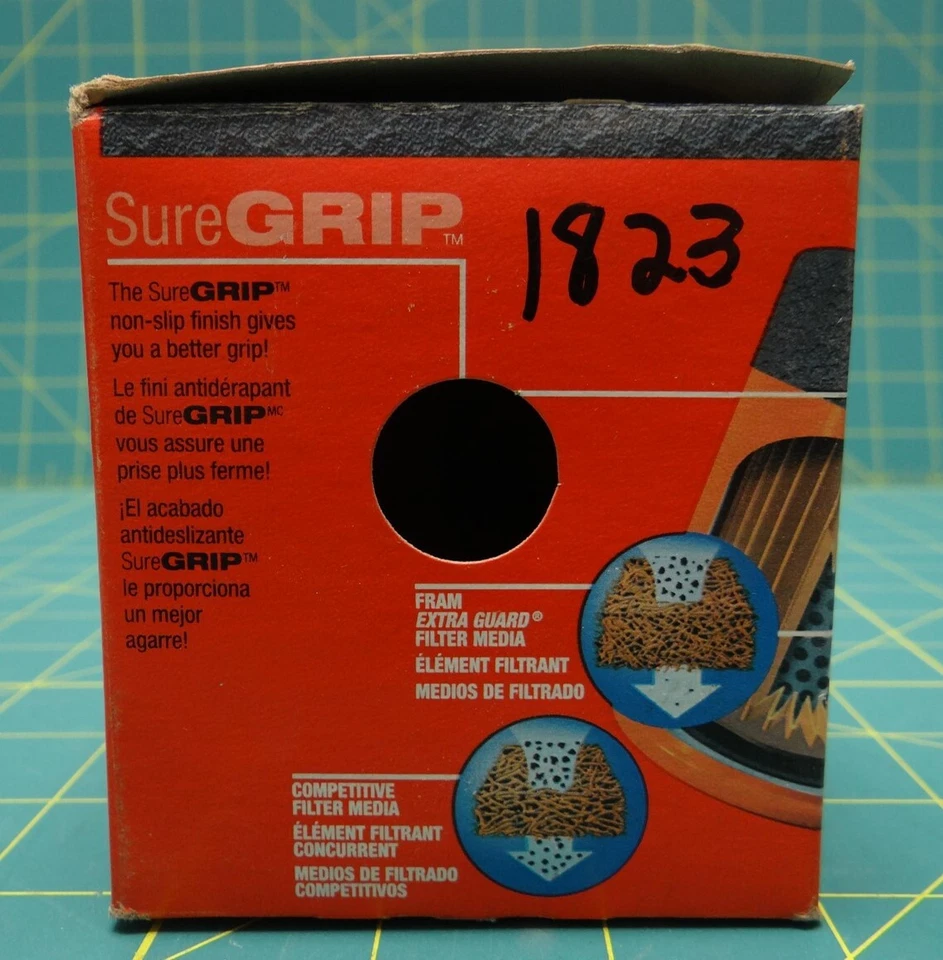 SureGRIP™
1823
The SureGRIP™
non-slip finish gives
you a better grip!
Le fini antidérapant
de SureGRIPMC
vous assure une
prise plus ferme!
¡El acabado
antideslizante
SureGRIP™
le proporciona
un mejor
agarre!
FRAM
EXTRA GUARD®
FILTER MEDIA
ÉLÉMENT FILTRANT
MEDIOS DE FILTRADO
COMPETITIVE
FILTER MEDIA
ÉLÉMENT FILTRANT
CONCURRENT
MEDIOS DE FILTRADO
COMPETITIVOS